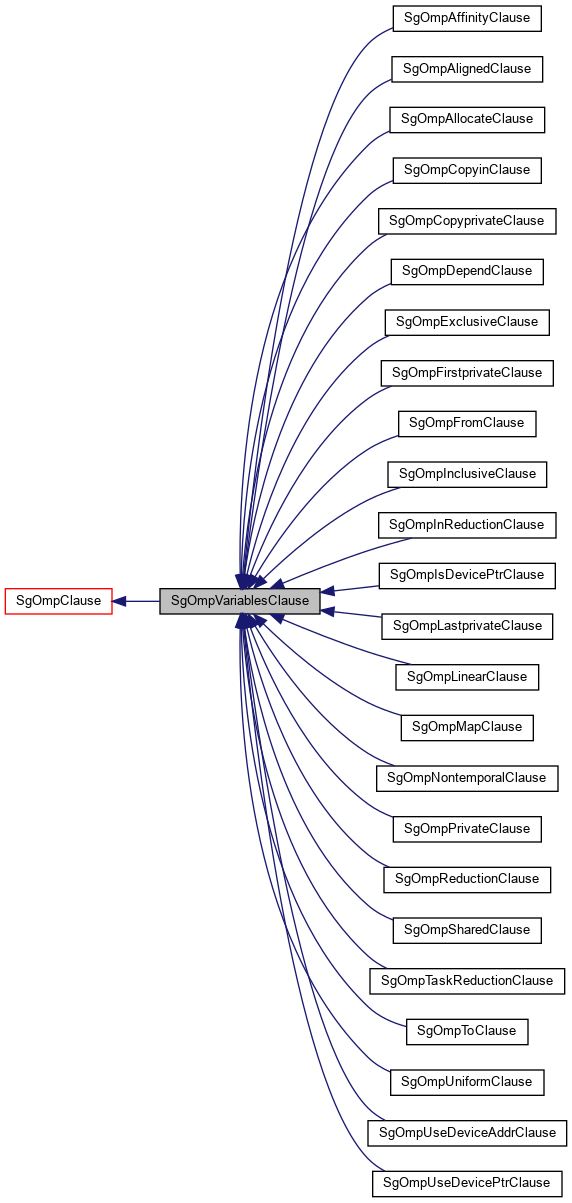 SgOmpAffinityClause
SgOmpAlignedClause
SgOmpAllocateClause
SgOmpCopyinClause
SgOmpCopyprivateClause
SgOmpDependClause
SgOmpExclusiveClause
SgOmpFirstprivateClause
SgOmpFromClause
SgOmpInclusiveClause
SgOmpInReductionClause
SgOmpIsDevicePtrClause
SgOmpClause
SgOmpVariablesClause
SgOmpLastprivateClause
SgOmpLinearClause
SgOmpMapClause
SgOmpNontemporalClause
SgOmpPrivateClause
SgOmpReductionClause
SgOmpSharedClause
SgOmpTaskReductionClause
SgOmpToClause
SgOmpUniformClause
SgOmpUseDeviceAddrClause
SgOmpUseDevicePtrClause